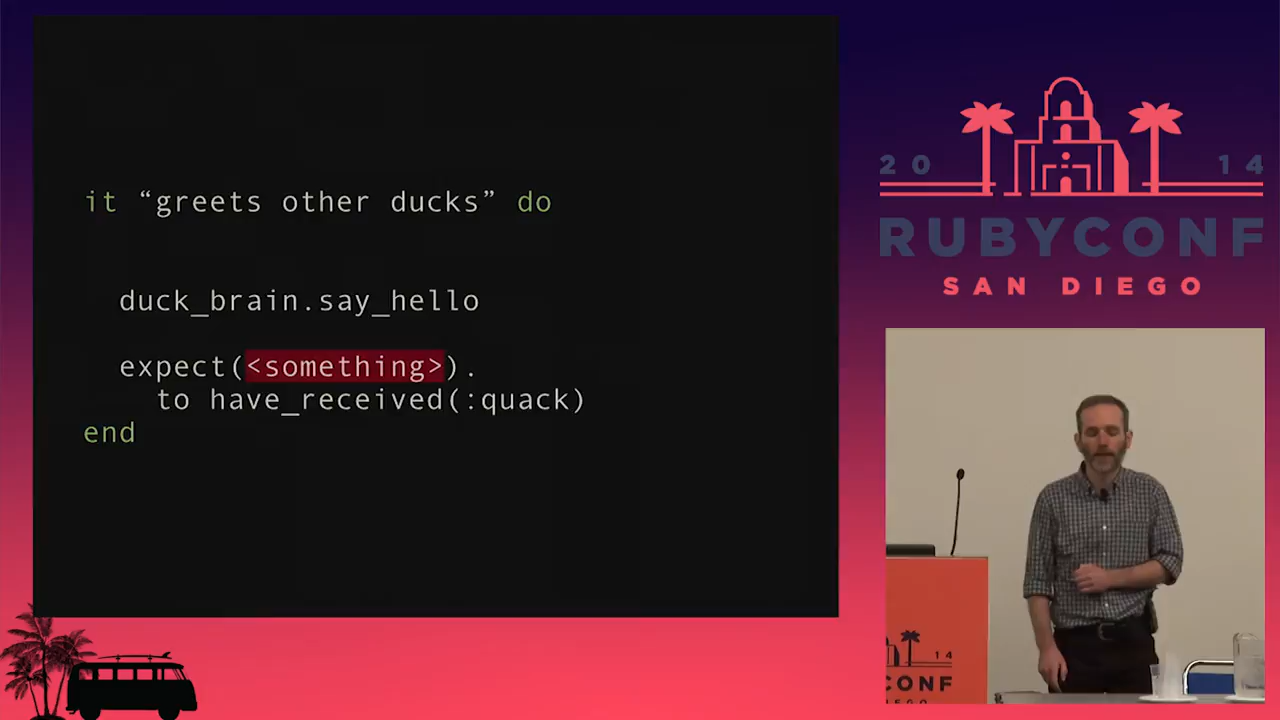 it “greets other ducks” do
duck_brain.say_hello
expect(<something>).
to have_received(:quack)
end
20 14
RUBYCONF
SAN DIEGO
14
CONF
DIEGO